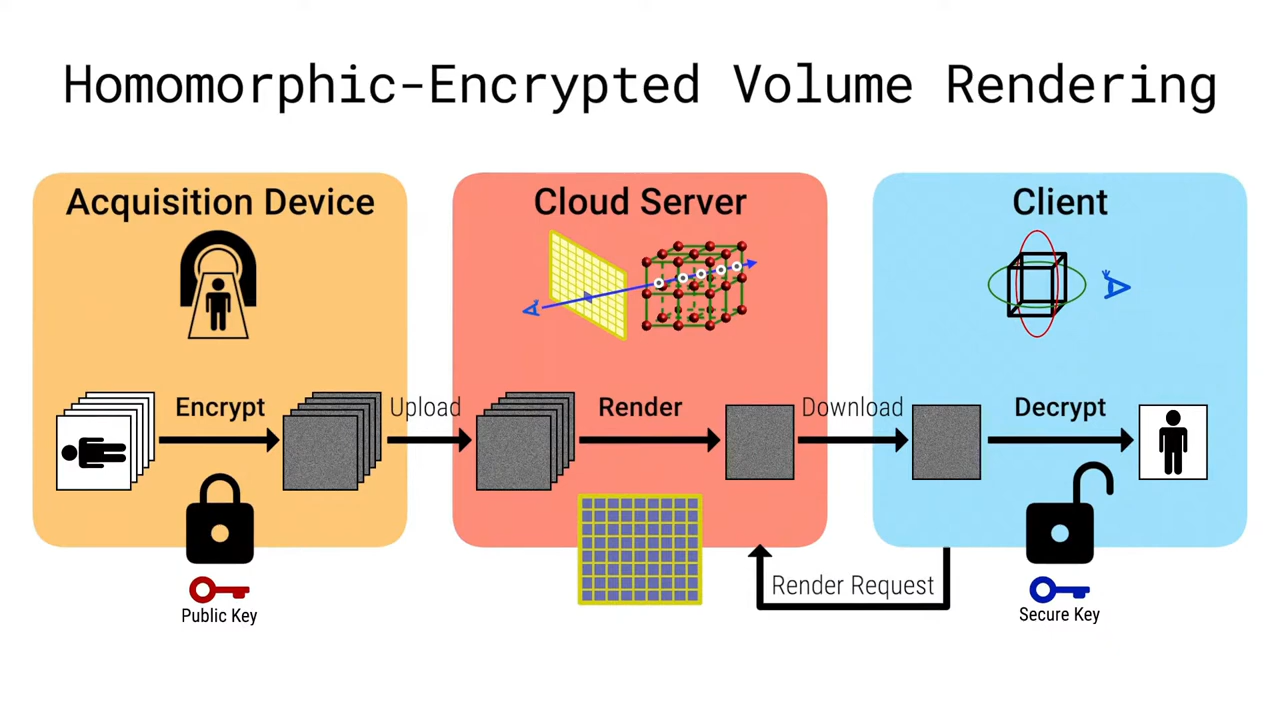 Homomorphic-Encrypted Volume Rendering
Acquisition Device
Cloud Server
Client
Encrypt
Upload
Render
Download
Decrypt
Render Request
Public Key
Secure Key